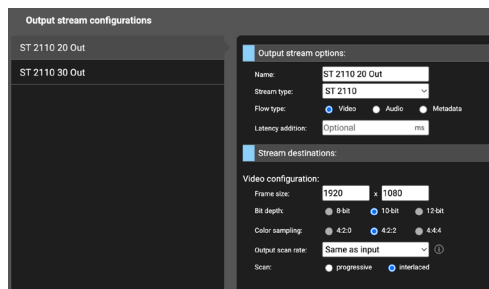 Output stream configurations
ST 2110 20 Out
ST 2110 30 Out
Output stream options:
Name: ST 2110 20 Out
Stream type: ST 2110
Flow type: Video Audio Metadata
Latency addition: Optional ms
Stream destinations:
Video configuration:
Frame size: 1920 x 1080
Bit depth: 8-bit 10-bit 12-bit
Color sampling: 4:2:0 4:2:2 4:4:4
Output scan rate: Same as input
Scan: progressive interlaced